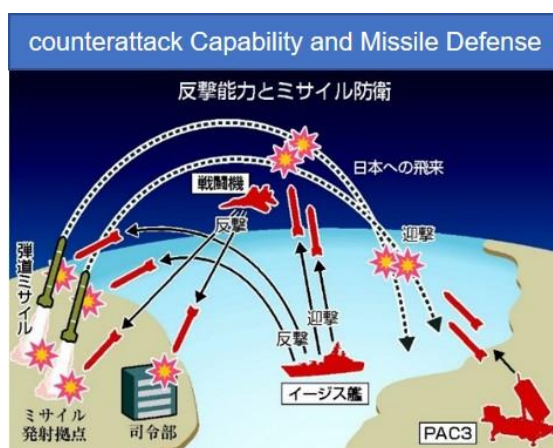 counterattack Capability and Missile Defense
反撃能力とミサイル防衛
戦闘機
日本への飛来
反撃
迎撃
弾道ミサイル
反撃
迎撃
イージス艦
ミサイル
発射拠点
司令部
PAC3